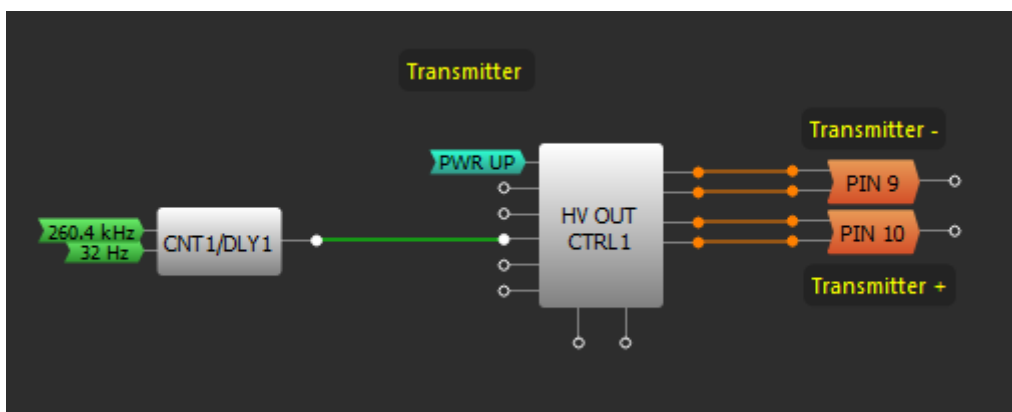 Transmitter
Transmitter -
PWR UP
PIN 9
260.4 kHz
32 Hz
CNT1/DLY1
HV OUT
CTRL1
PIN 10
Transmitter +